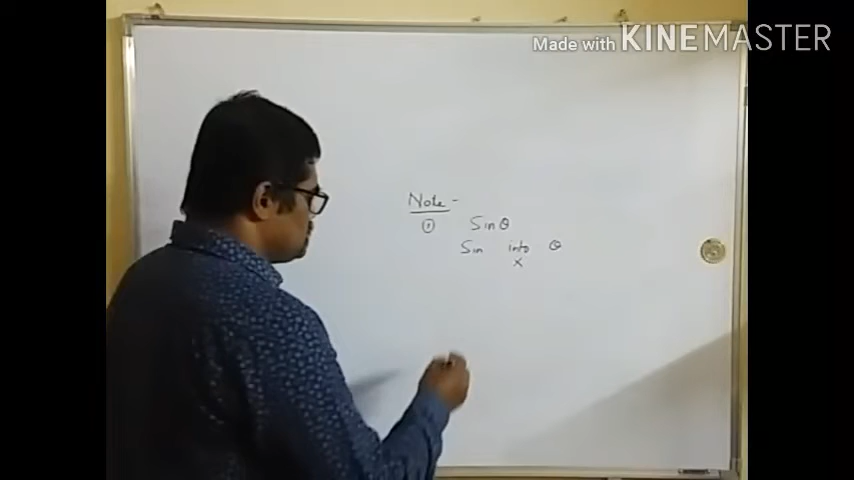 Made with KINEMASTER
Note -
① Sin θ
Sin into θ
x